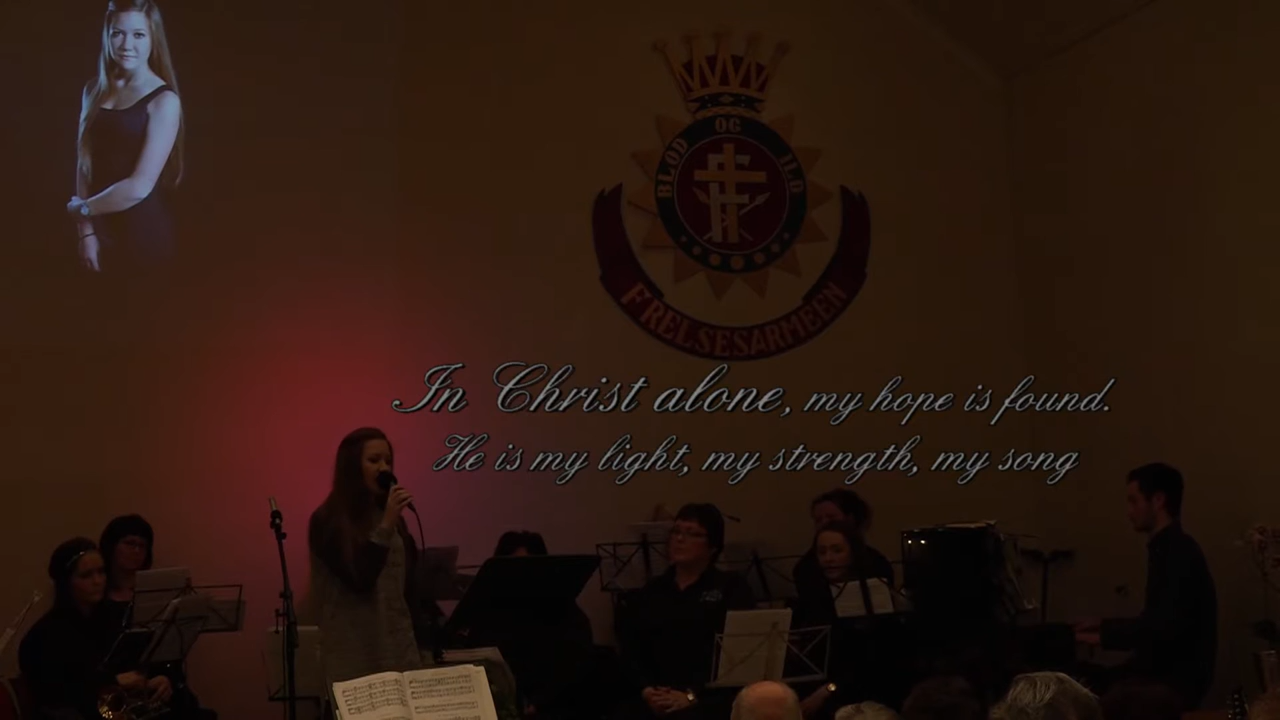 BLOD OG ILD
FRELSESARMEEN
In Christ alone, my hope is found.
He is my light, my strength, my song